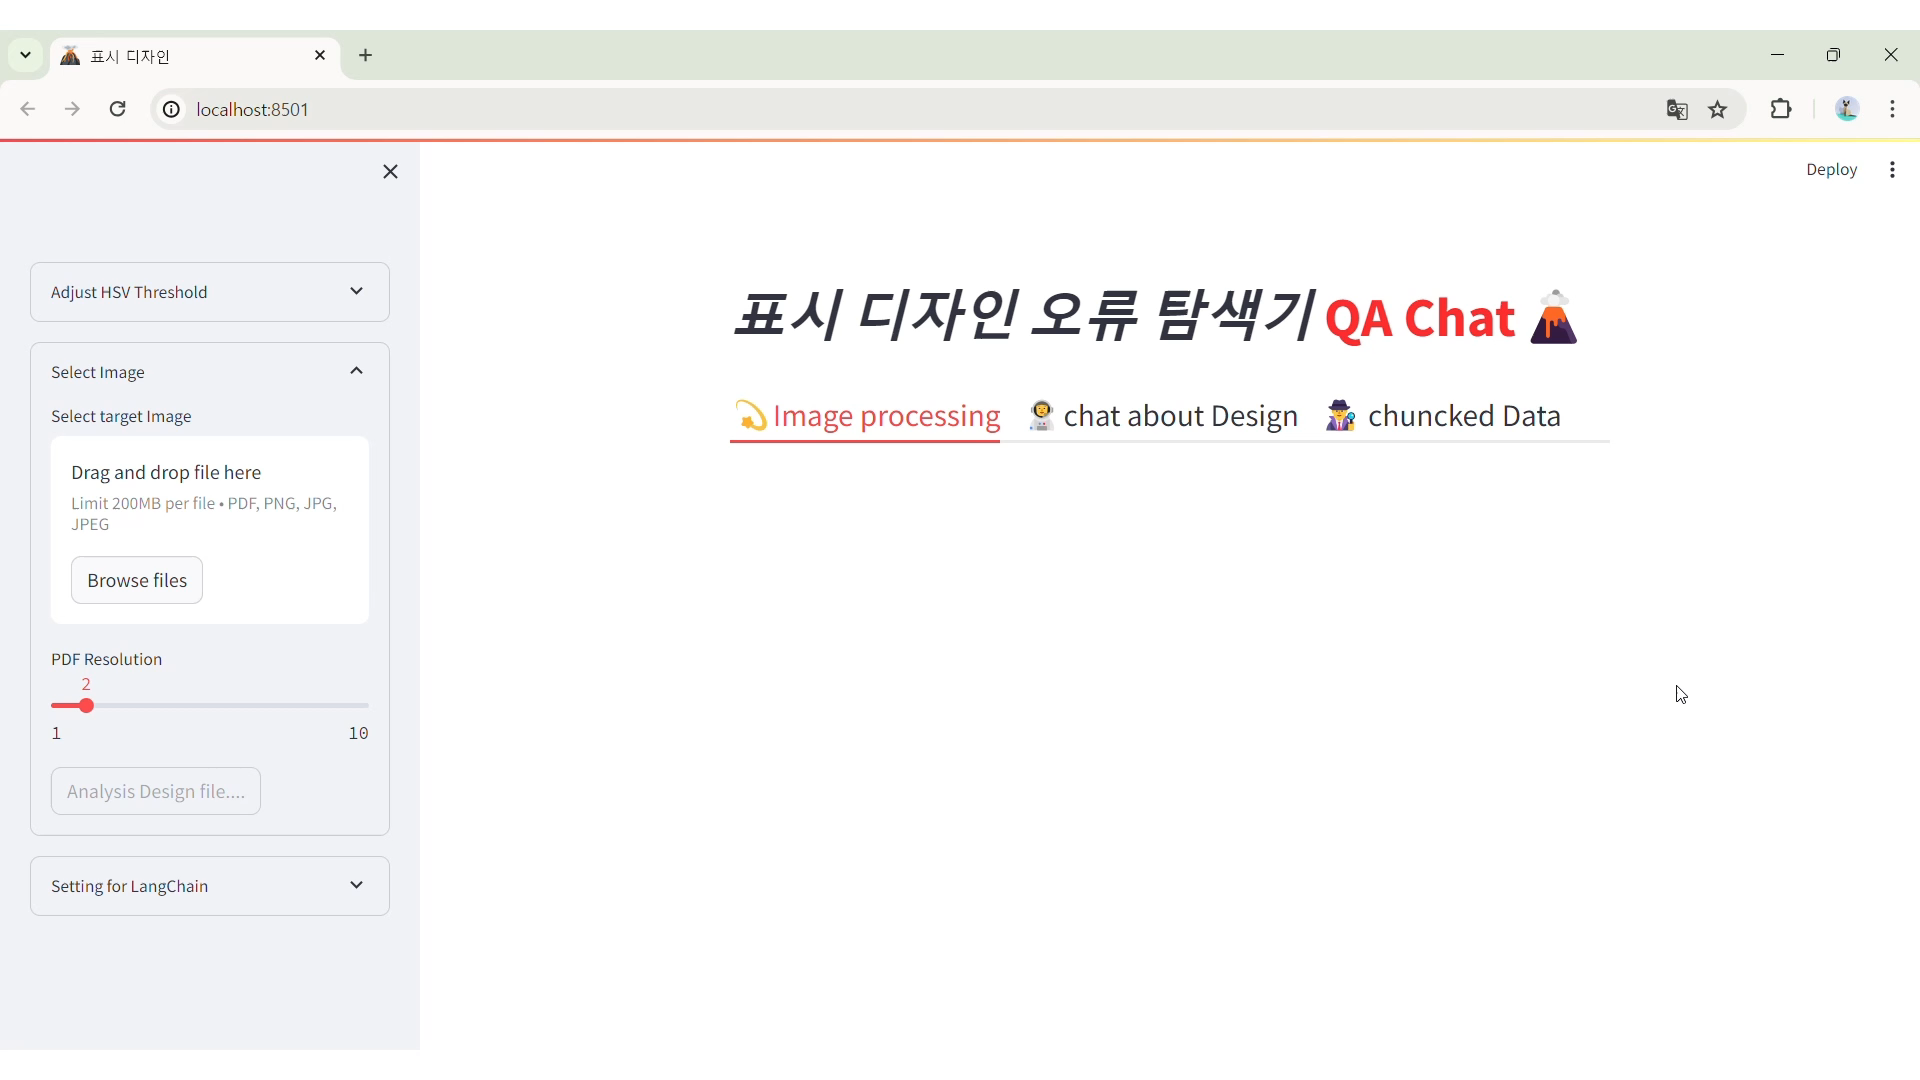 표시 디자인
localhost:8501
Deploy
Adjust HSV Threshold
Select Image
Select target Image
Drag and drop file here
Limit 200MB per file • PDF, PNG, JPG,
JPEG
Browse files
PDF Resolution
2
1 10
Analysis Design file....
Setting for LangChain
표시 디자인 오류 탐색기 QA Chat
Image processing chat about Design chuncked Data